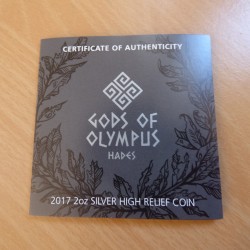 CERTIFICATE OF AUTHENTICITY
GODS OF
OLYMPUS
HADES
2017 2oz SILVER HIGH RELIEF COIN